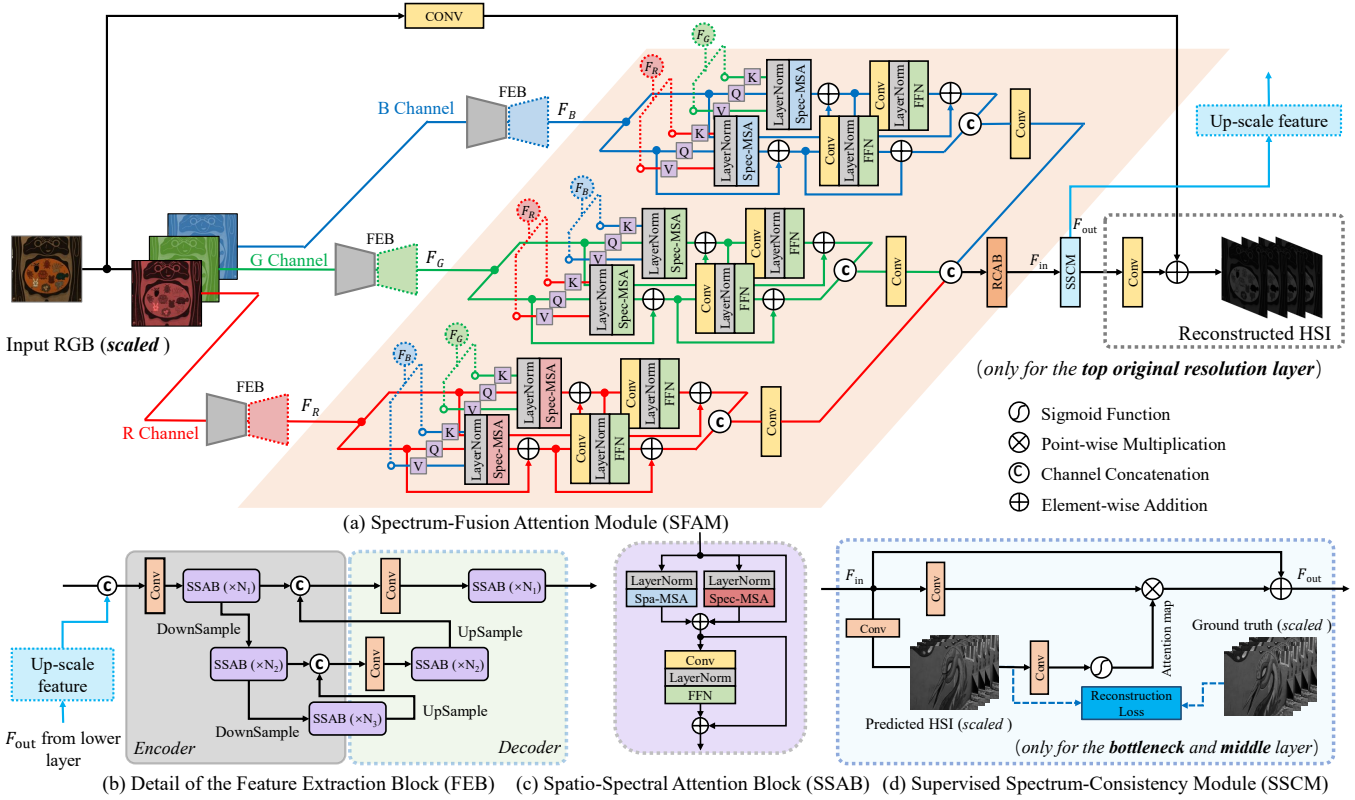 CONV
B Channel
FEB
F_B
F_R
F_G
K
Q
V
LayerNorm
Spec-MSA
Conv
LayerNorm
FFN
K
Q
V
LayerNorm
Spec-MSA
Conv
LayerNorm
FFN
C
Conv
Up-scale feature
G Channel
FEB
F_G
F_R
F_B
K
Q
V
LayerNorm
Spec-MSA
Conv
LayerNorm
FFN
K
Q
V
LayerNorm
Spec-MSA
Conv
LayerNorm
FFN
C
Conv
C
RCAB
F_in
SSCM
F_out
Conv
Reconstructed HSI
(only for the top original resolution layer)
Input RGB (scaled )
R Channel
FEB
F_R
F_B
F_G
K
Q
V
LayerNorm
Spec-MSA
Conv
LayerNorm
FFN
K
Q
V
LayerNorm
Spec-MSA
Conv
LayerNorm
FFN
C
Conv
Sigmoid Function
Point-wise Multiplication
C Channel Concatenation
Element-wise Addition
(a) Spectrum-Fusion Attention Module (SFAM)
C
Conv
SSAB (×N₁)
C
Conv
SSAB (×N₁)
DownSample
UpSample
SSAB (×N₂)
C
Conv
SSAB (×N₂)
DownSample
UpSample
SSAB (×N₃)
Up-scale
feature
F_out from lower
layer
Encoder
Decoder
(b) Detail of the Feature Extraction Block (FEB)
LayerNorm
Spa-MSA
LayerNorm
Spec-MSA
Conv
LayerNorm
FFN
(c) Spatio-Spectral Attention Block (SSAB)
F_in
Conv
Conv
Conv
Attention map
F_out
Ground truth (scaled )
Reconstruction
Loss
Predicted HSI (scaled )
(only for the bottleneck and middle layer)
(d) Supervised Spectrum-Consistency Module (SSCM)